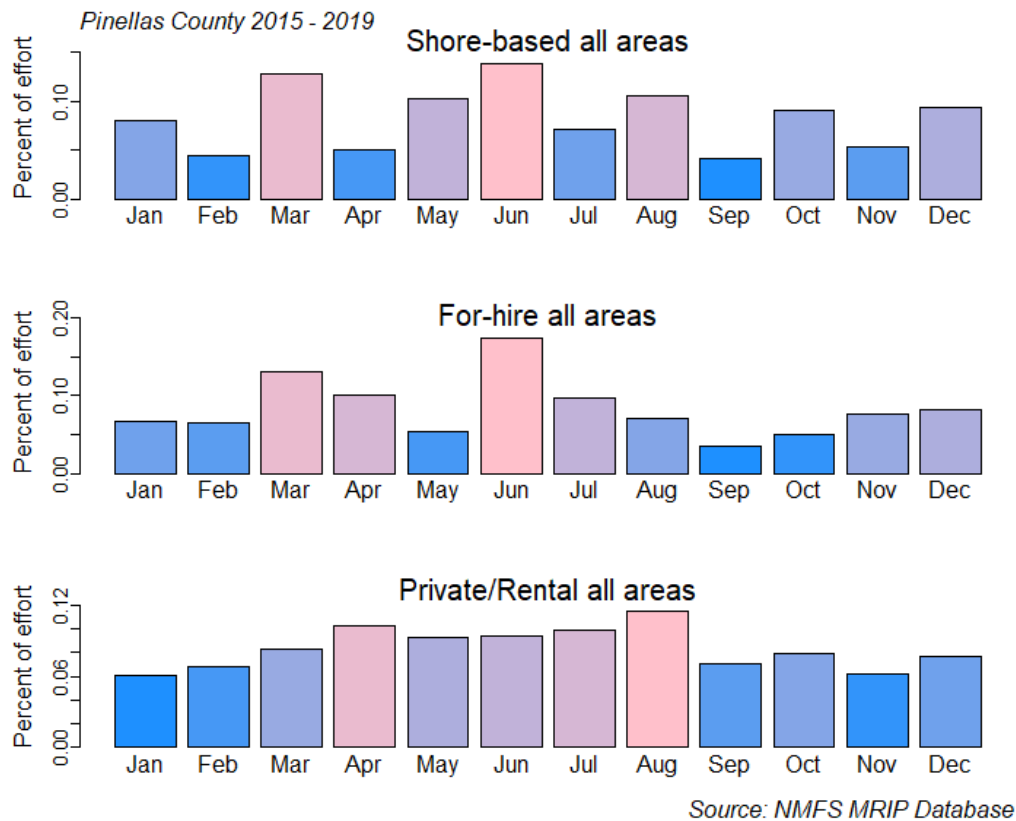 Pinellas County 2015 - 2019
Shore-based all areas
Percent of effort
0.10
0.00
Jan Feb Mar Apr May Jun Jul Aug Sep Oct Nov Dec
For-hire all areas
Percent of effort
0.20
0.10
0.00
Jan Feb Mar Apr May Jun Jul Aug Sep Oct Nov Dec
Private/Rental all areas
Percent of effort
0.12
0.06
0.00
Jan Feb Mar Apr May Jun Jul Aug Sep Oct Nov Dec
Source: NMFS MRIP Database